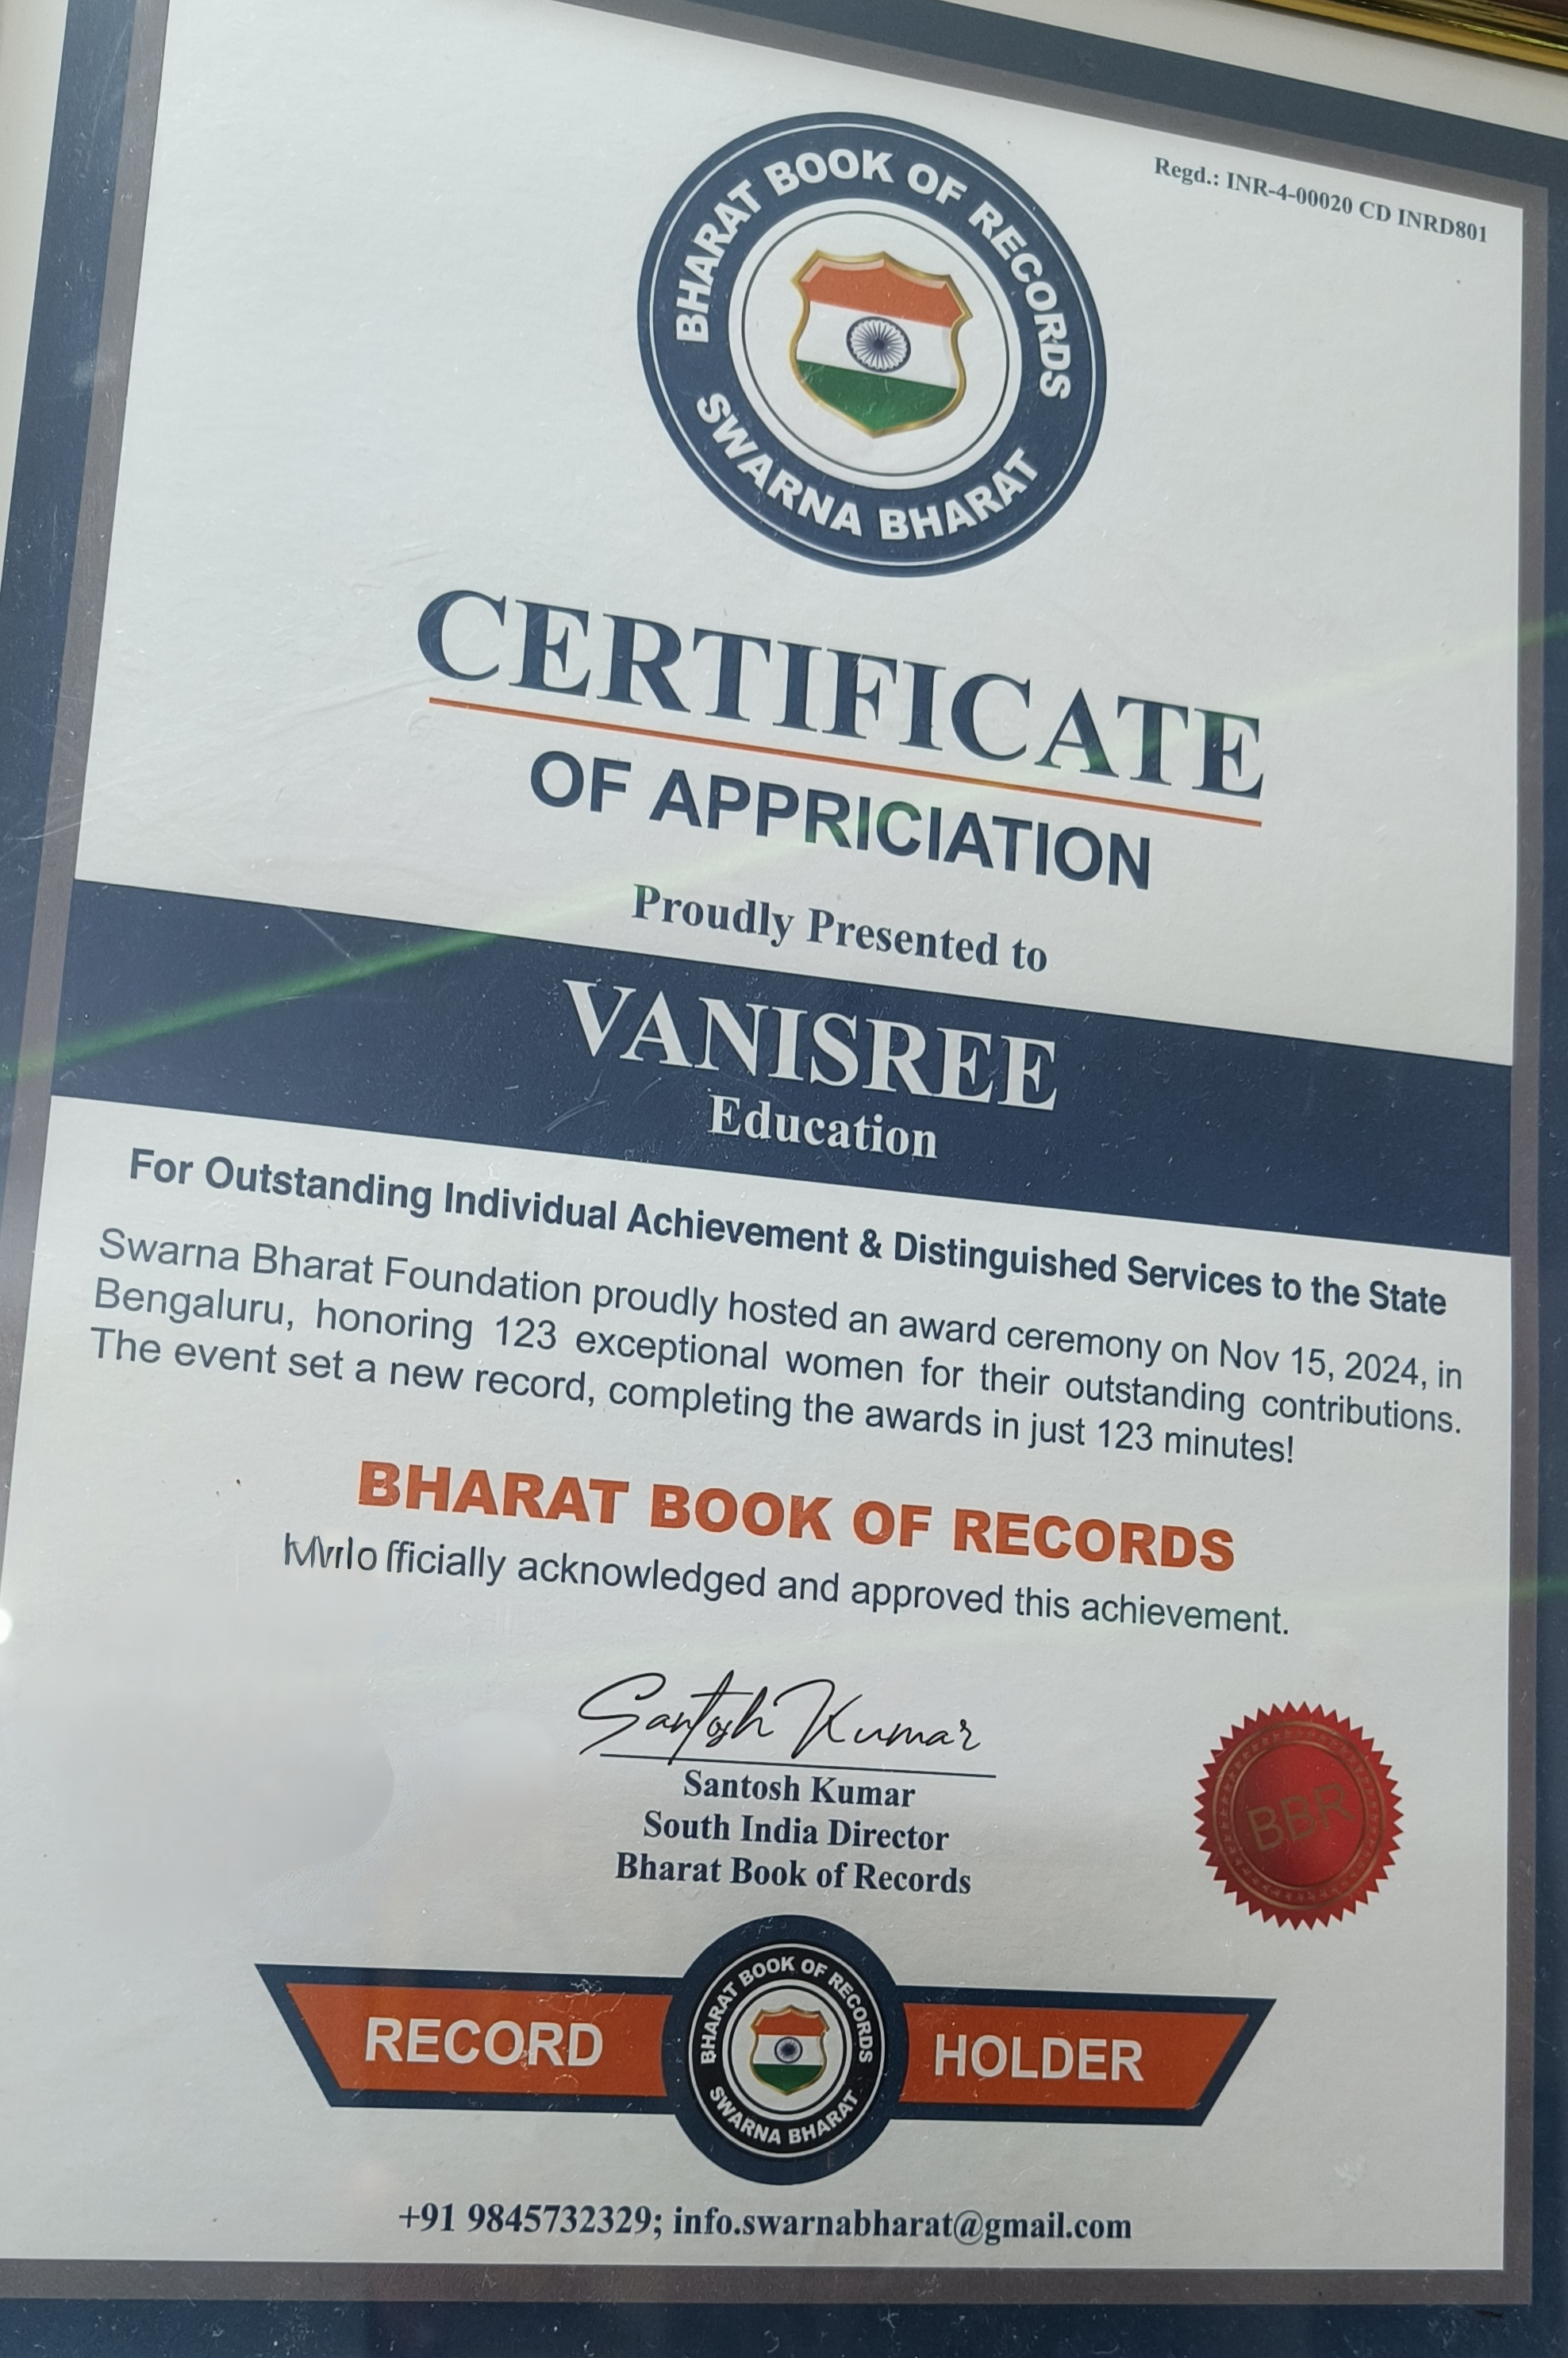 Regd.: INR-4-00020 CD INRD801
BHARAT BOOK OF RECORDS
SWARNA BHARAT
CERTIFICATE
OF APPRICIATION
Proudly Presented to
VANISREE
Education
For Outstanding Individual Achievement & Distinguished Services to the State
Swarna Bharat Foundation proudly hosted an award ceremony on Nov 15, 2024, in
Bengaluru, honoring 123 exceptional women for their outstanding contributions.
The event set a new record, completing the awards in just 123 minutes!
BHARAT BOOK OF RECORDS
fficially acknowledged and approved this achievement.
Santosh Kumar
Santosh Kumar
South India Director
Bharat Book of Records
BBR
RECORD
BHARAT BOOK OF RECORDS
SWARNA BHARAT
HOLDER
+91 9845732329; info.swarnabharat@gmail.com